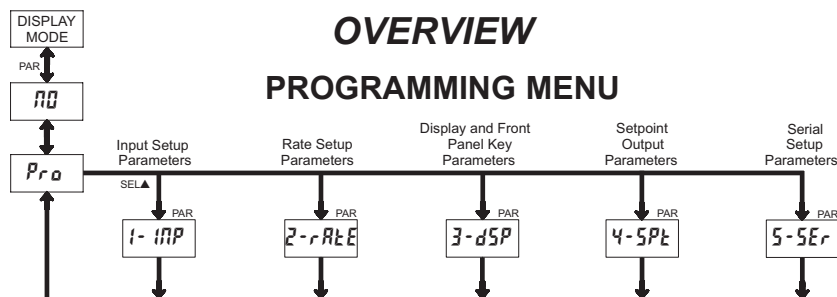 DISPLAY
MODE
OVERVIEW
PAR
PROGRAMMING MENU
NO
Pro
Input Setup
Parameters
Rate Setup
Parameters
Display and Front
Panel Key
Parameters
Setpoint
Output
Parameters
Serial
Setup
Parameters
SEL▲
PAR
PAR
PAR
PAR
PAR
1-INP
2-rAtE
3-dSP
4-SPt
5-SEr